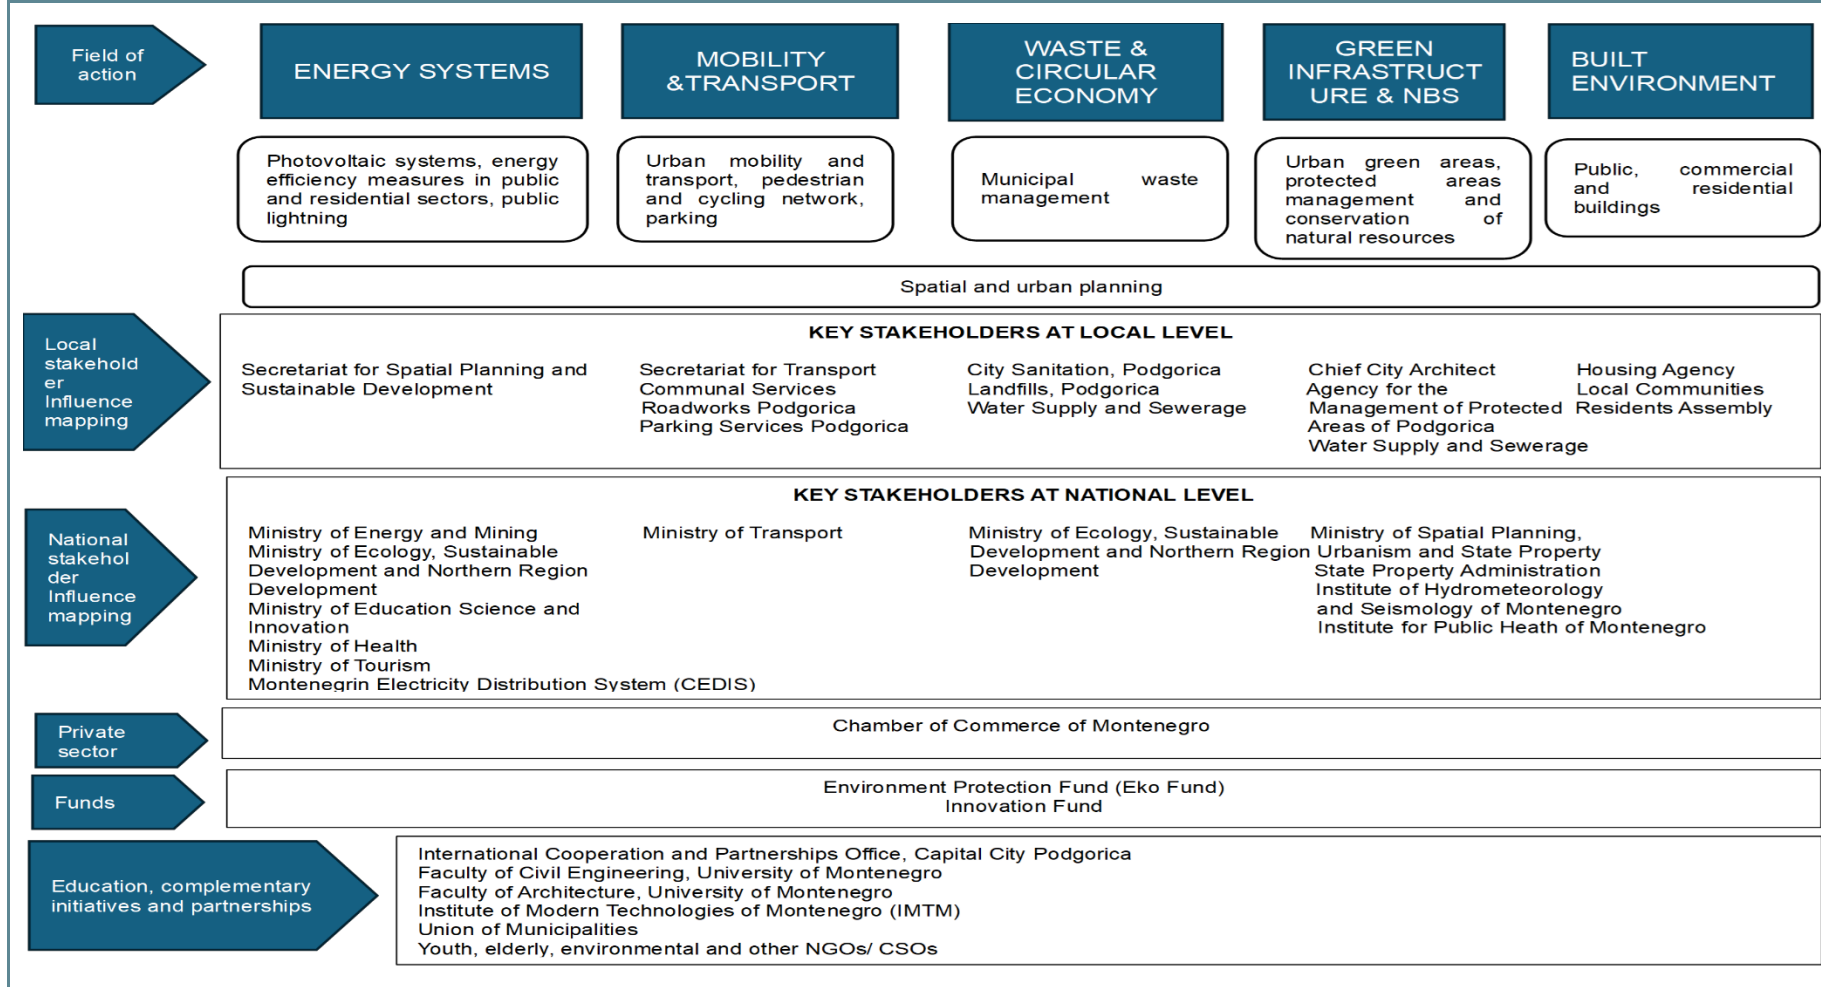 Field of
action
ENERGY SYSTEMS
MOBILITY
&TRANSPORT
WASTE &
CIRCULAR
ECONOMY
GREEN
INFRASTRUCT
URE & NBS
BUILT
ENVIRONMENT
Photovoltaic systems, energy
efficiency measures in public
and residential sectors, public
lightning
Urban mobility and
transport, pedestrian
and cycling network,
parking
Municipal waste
management
Urban green areas,
protected areas
management and
conservation of
natural resources
Public, commercial
and residential
buildings
Spatial and urban planning
Local
stakehold
er
Influence
mapping
KEY STAKEHOLDERS AT LOCAL LEVEL
Secretariat for Spatial Planning and
Sustainable Development
Secretariat for Transport
Communal Services
Roadworks Podgorica
Parking Services Podgorica
City Sanitation, Podgorica
Landfills, Podgorica
Water Supply and Sewerage
Chief City Architect
Agency for the
Management of Protected
Areas of Podgorica
Water Supply and Sewerage
Housing Agency
Local Communities
Residents Assembly
National
stakehol
der
Influence
mapping
KEY STAKEHOLDERS AT NATIONAL LEVEL
Ministry of Energy and Mining
Ministry of Ecology, Sustainable
Development and Northern Region
Development
Ministry of Education Science and
Innovation
Ministry of Health
Ministry of Tourism
Montenegrin Electricity Distribution System (CEDIS)
Ministry of Transport
Ministry of Ecology, Sustainable
Development and Northern Region
Development
Ministry of Spatial Planning,
Urbanism and State Property
State Property Administration
Institute of Hydrometeorology
and Seismology of Montenegro
Institute for Public Heath of Montenegro
Private
sector
Chamber of Commerce of Montenegro
Funds
Environment Protection Fund (Eko Fund)
Innovation Fund
Education, complementary
initiatives and partnerships
International Cooperation and Partnerships Office, Capital City Podgorica
Faculty of Civil Engineering, University of Montenegro
Faculty of Architecture, University of Montenegro
Institute of Modern Technologies of Montenegro (IMTM)
Union of Municipalities
Youth, elderly, environmental and other NGOs/ CSOs